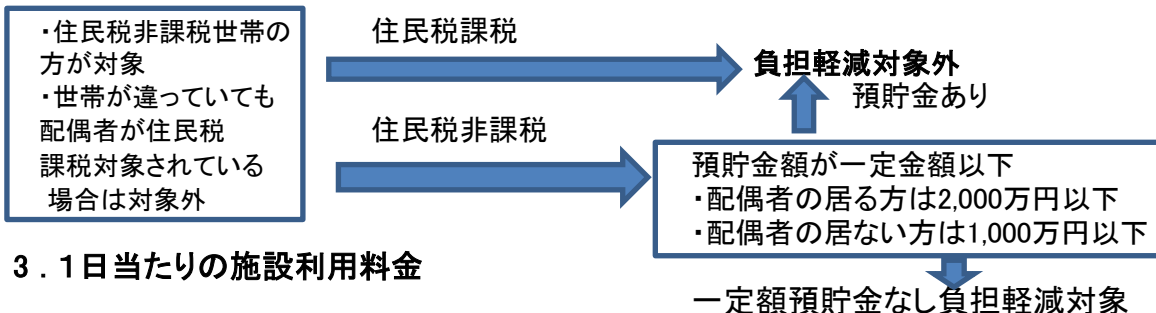 ・住民税非課税世帯の
方が対象
・世帯が違っていても
配偶者が住民税
課税対象されている
場合は対象外
住民税課税
負担軽減対象外
預貯金あり
住民税非課税
預貯金額が一定金額以下
・配偶者の居る方は2,000万円以下
・配偶者の居ない方は1,000万円以下
一定額預貯金なし負担軽減対象
3．1日当たりの施設利用料金